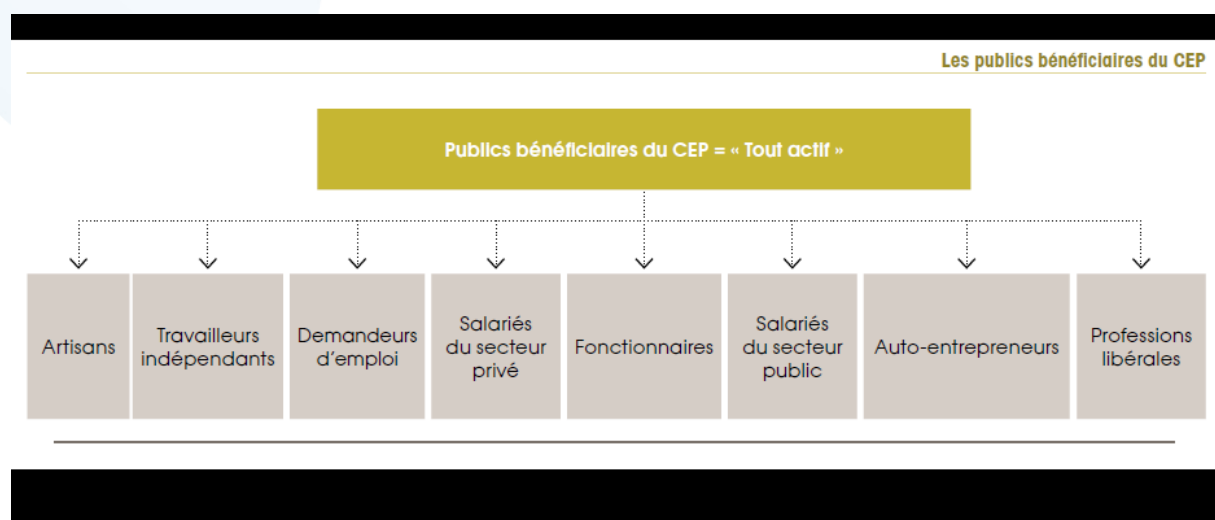 Les publics bénéficiaires du CEP
Publics bénéficiaires du CEP = « Tout actif »
Artisans
Travailleurs
indépendants
Demandeurs
d'emploi
Salariés
du secteur
privé
Fonctionnaires
Salariés
du secteur
public
Auto-entrepreneurs
Professions
libérales